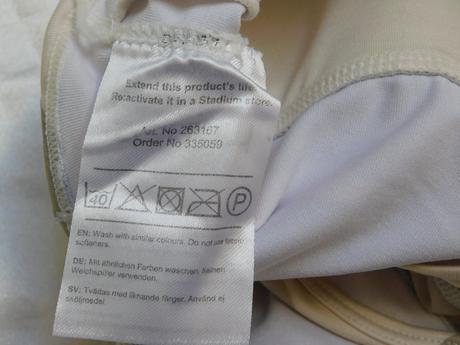 Extend this product's life.
Reactivate it in a Stadium store.
Art. No 263167
Order No 335059
40 P
EN: Wash with similar colours. Do not use fabric
softeners.
DE: Mit ähnlichen Farben waschen. Keinen
Weichspüler verwenden.
SV: Tvättas med liknande färger. Använd ej
sköljmedel.